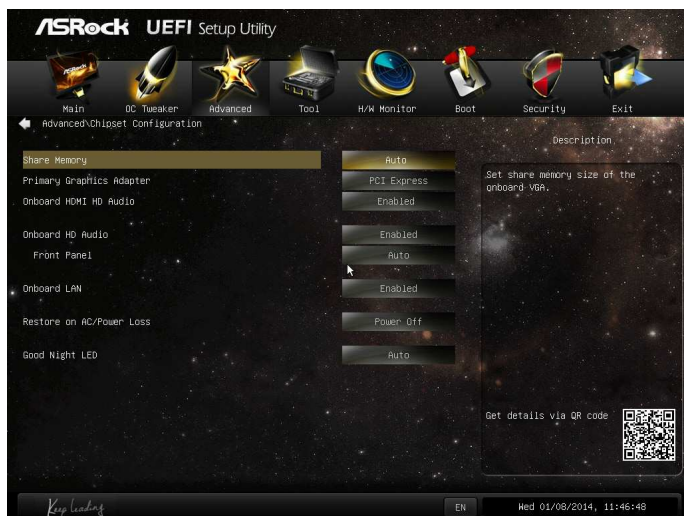 ASRock UEFI Setup Utility
Main OC Tweaker Advanced Tool H/W Monitor Boot Security Exit
Advanced\Chipset Configuration
Description
Share Memory Auto
Set share memory size of the
onboard VGA.
Primary Graphics Adapter PCI Express
Onboard HDMI HD Audio Enabled
Onboard HD Audio Enabled
Front Panel Auto
Onboard LAN Enabled
Restore on AC/Power Loss Power Off
Good Night LED Auto
Get details via QR code
Keep Leading
EN
Wed 01/08/2014, 11:46:48